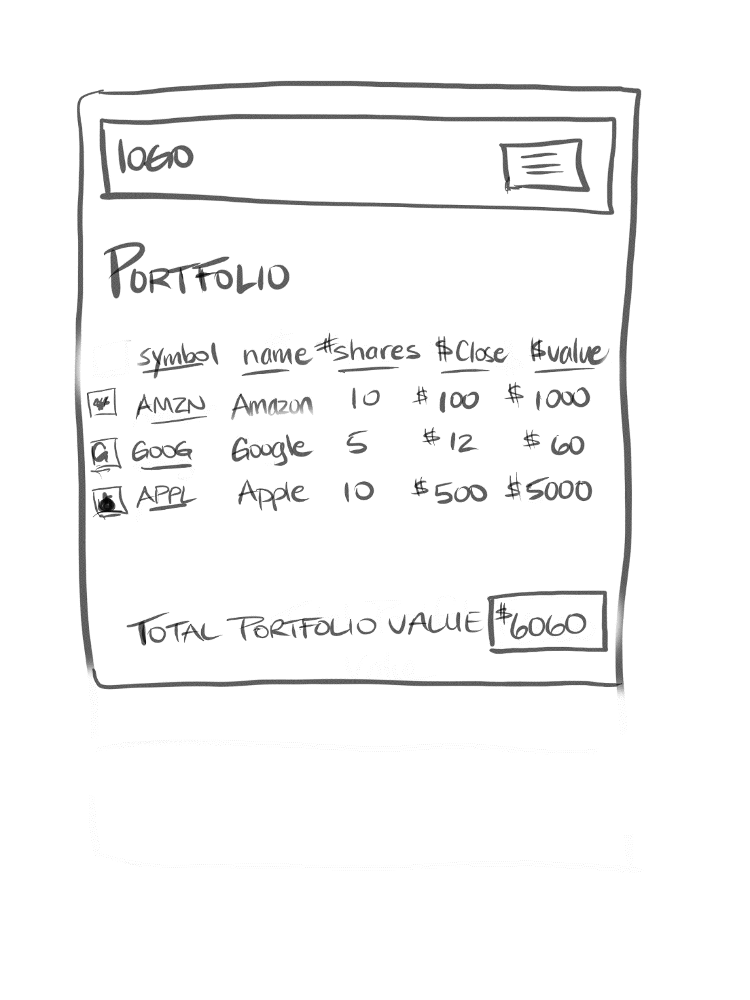 LOGO
PORTFOLIO
symbol name #shares $Close $value
AMZN Amazon 10 $100 $1000
G GOOG Google 5 $12 $60
APPL Apple 10 $500 $5000
TOTAL PORTFOLIO VALUE $6060